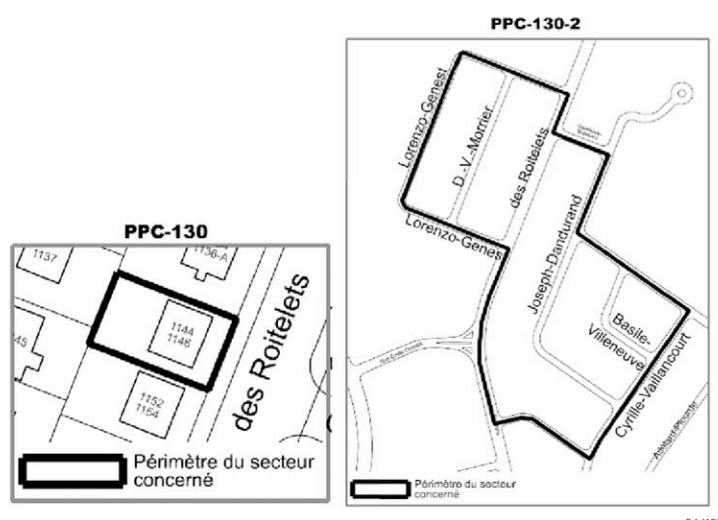 PPC-130-2
Lorenzo-Genest
D.-V.-Morrier
des Roitelets
Lorenzo-Genest
Joseph-Dandurand
Basile-
Villeneuve
Cyrille-Vaillancourt
Périmètre du secteur
concerné
PPC-130
1137
1136-A
1144
1146
1152
1154
des Roitelets
Périmètre du secteur
concerné